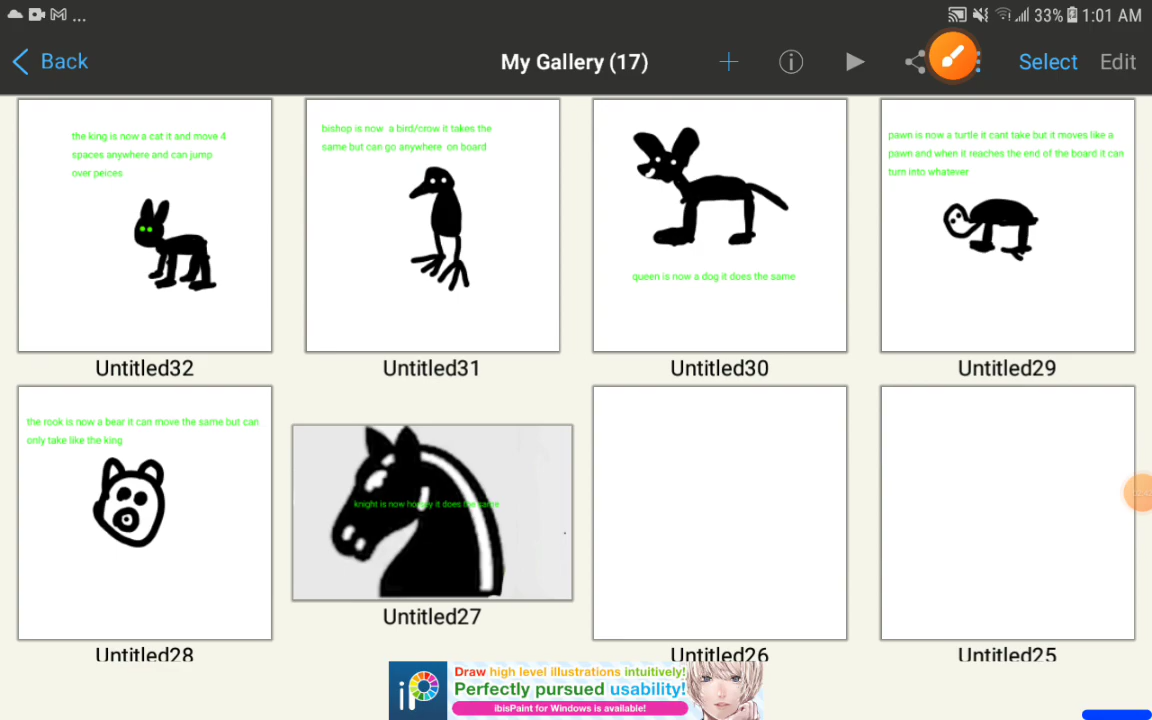 ... 33% 1:01 AM
Back My Gallery (17) Select Edit
the king is now a cat it and move 4
spaces anywhere and can jump
over peices
Untitled32
bishop is now a bird/crow it takes the
same but can go anywhere on board
Untitled31
queen is now a dog it does the same
Untitled30
pawn is now a turtle it cant take but it moves like a
pawn and when it reaches the end of the board it can
turn into whatever
Untitled29
the rook is now a bear it can move the same but can
only take like the king
Untitled28
knight is now it does the same
Untitled27
Untitled26
Untitled25
iP
Draw high level illustrations intuitively!
Perfectly pursued usability!
ibisPaint for Windows is available!